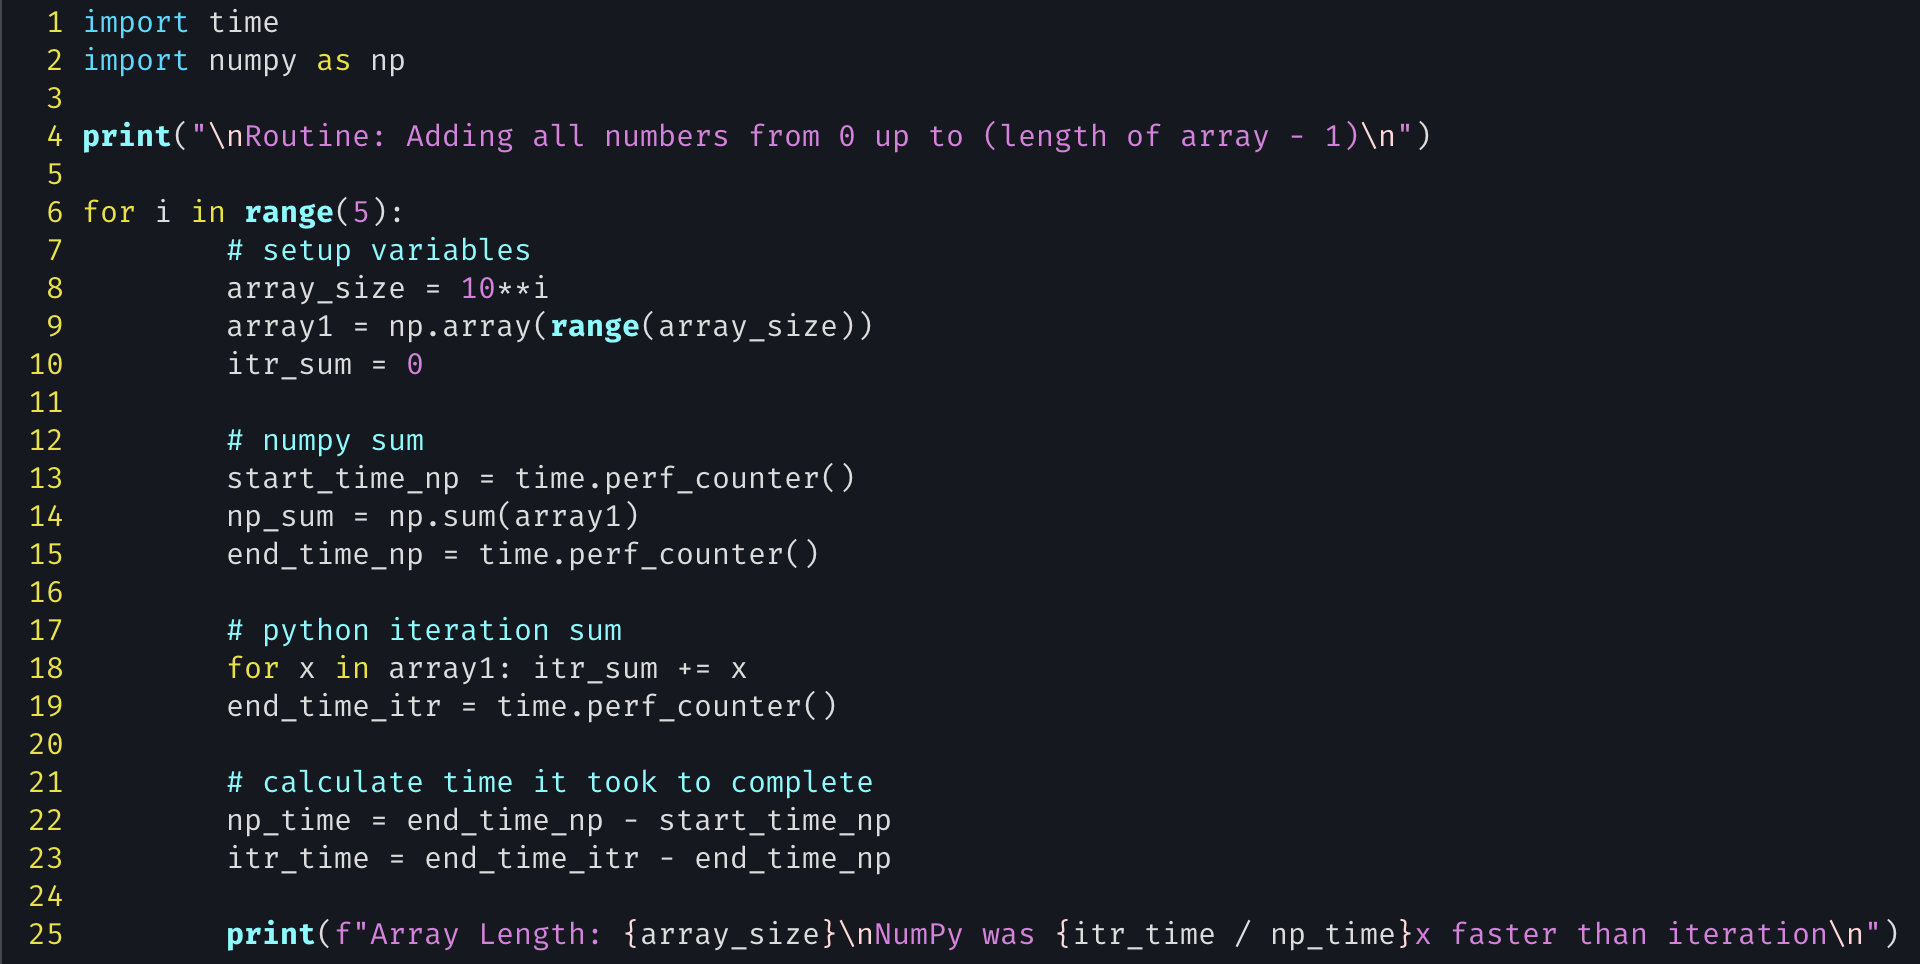 1 import time
2 import numpy as np
3
4 print("\nRoutine: Adding all numbers from 0 up to (length of array - 1)\n")
5
6 for i in range(5):
7         # setup variables
8         array_size = 10**i
9         array1 = np.array(range(array_size))
10         itr_sum = 0
11
12         # numpy sum
13         start_time_np = time.perf_counter()
14         np_sum = np.sum(array1)
15         end_time_np = time.perf_counter()
16
17         # python iteration sum
18         for x in array1: itr_sum += x
19         end_time_itr = time.perf_counter()
20
21         # calculate time it took to complete
22         np_time = end_time_np - start_time_np
23         itr_time = end_time_itr - end_time_np
24
25         print(f"Array Length: {array_size}\nNumPy was {itr_time / np_time}x faster than iteration\n")